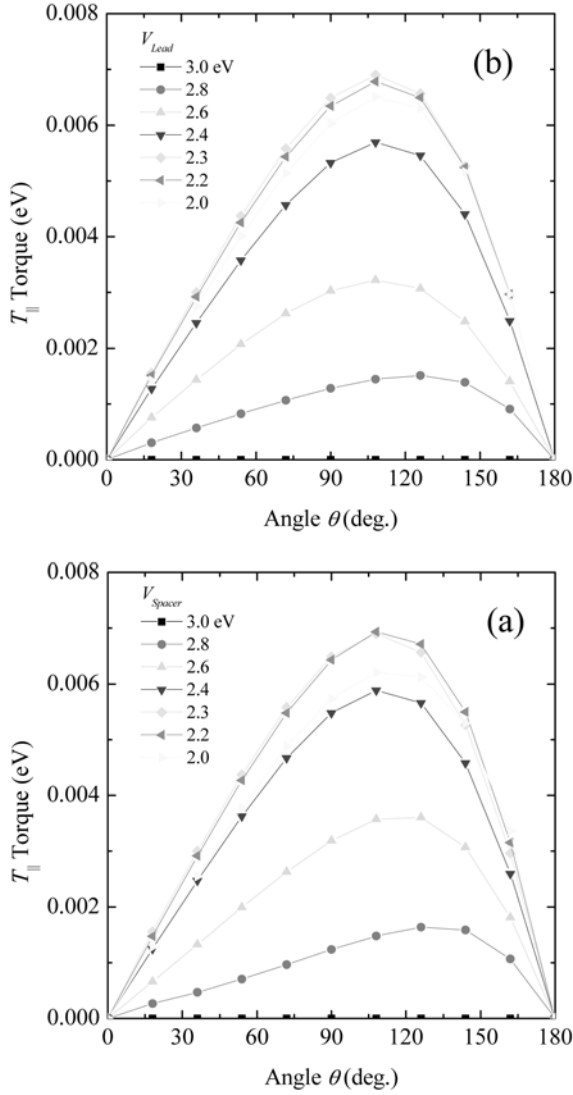 0.008
(b)
V_Lead
3.0 eV
2.8
2.6
2.4
2.3
2.2
2.0
0.006
0.004
0.002
0.000
T_∥ Torque (eV)
0 30 60 90 120 150 180
Angle θ (deg.)
0.008
(a)
V_Spacer
3.0 eV
2.8
2.6
2.4
2.3
2.2
2.0
0.006
0.004
0.002
0.000
T_∥ Torque (eV)
0 30 60 90 120 150 180
Angle θ (deg.)